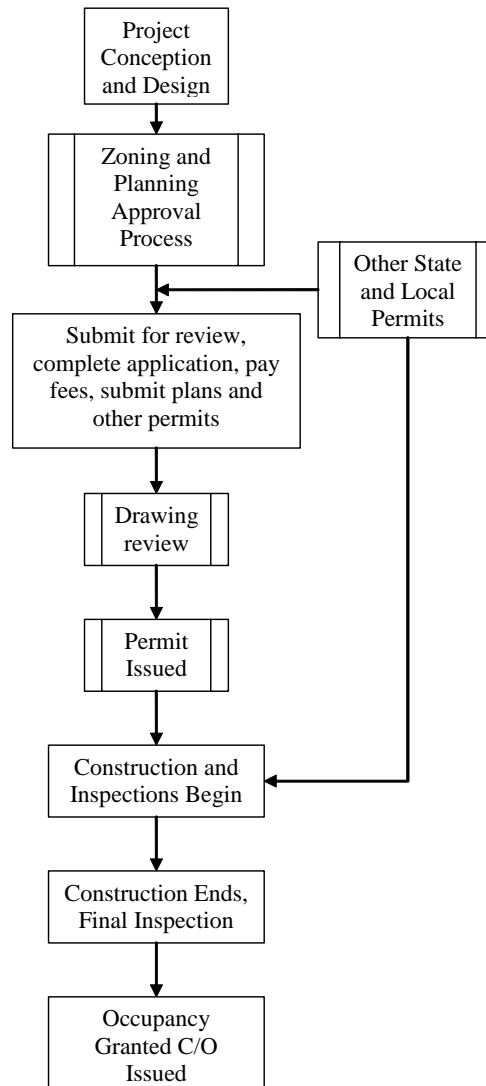 Project
Conception
and Design
Zoning and
Planning
Approval
Process
Other State
and Local
Permits
Submit for review,
complete application, pay
fees, submit plans and
other permits
Drawing
review
Permit
Issued
Construction and
Inspections Begin
Construction Ends,
Final Inspection
Occupancy
Granted C/O
Issued